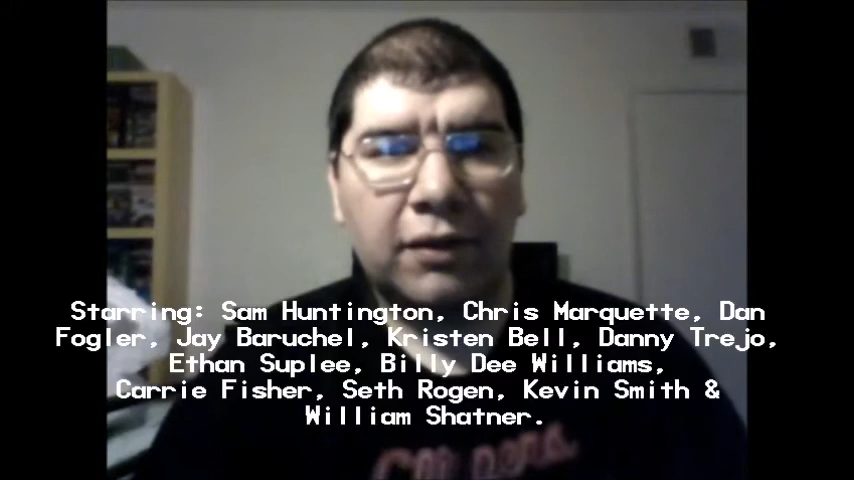 Starring: Sam Huntington, Chris Marquette, Dan
Fogler, Jay Baruchel, Kristen Bell, Danny Trejo,
Ethan Suplee, Billy Dee Williams,
Carrie Fisher, Seth Rogen, Kevin Smith &
William Shatner.